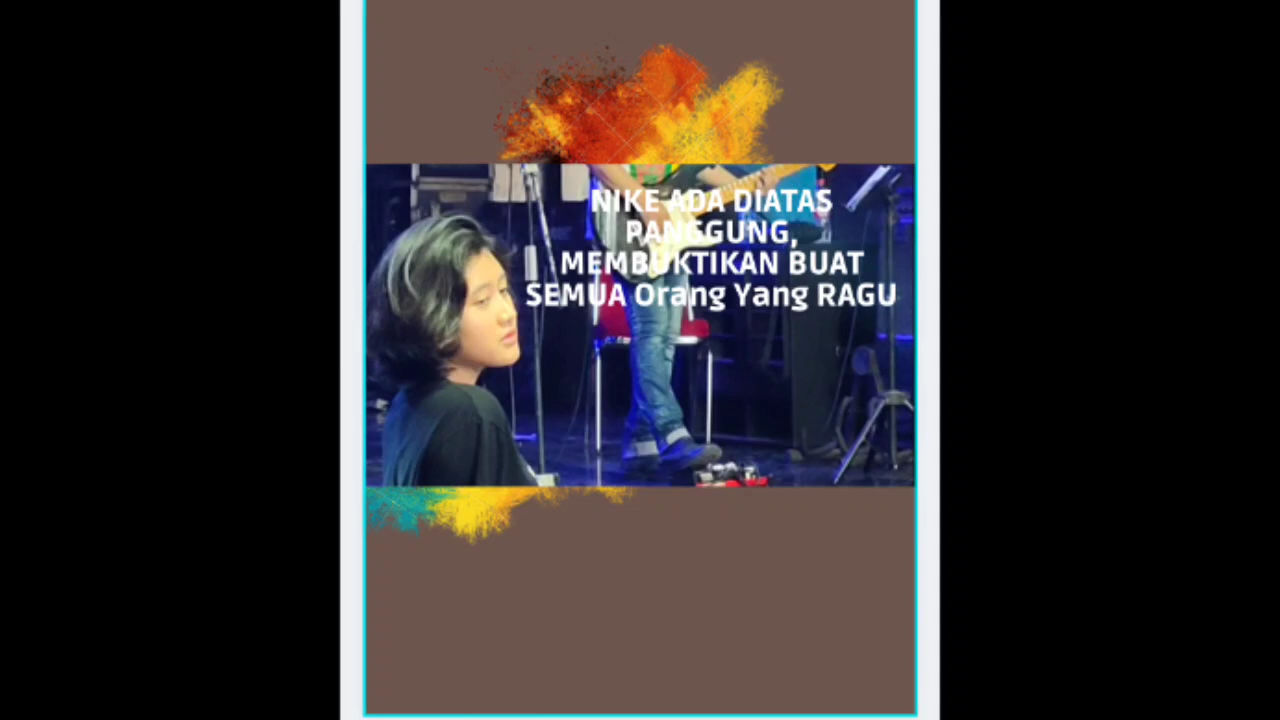 NIKE ADA DIATAS
PANGGUNG,
MEMBUKTIKAN BUAT
SEMUA Orang Yang RAGU